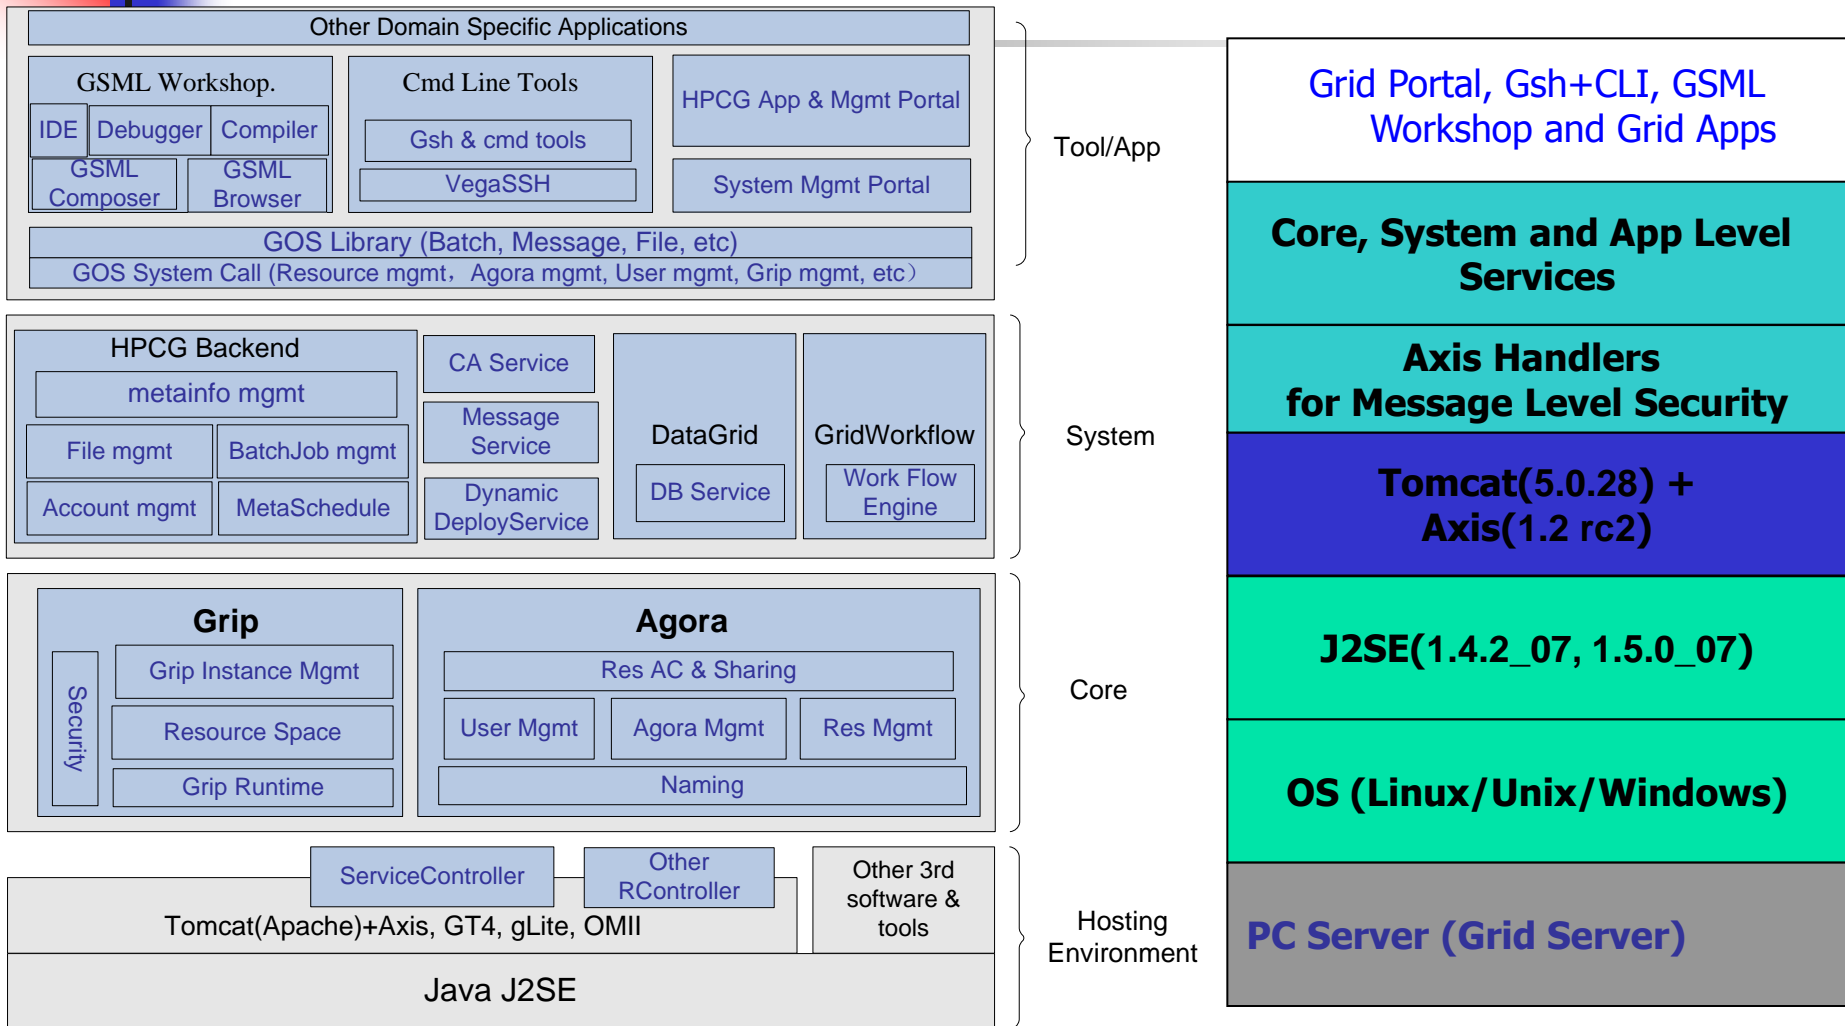 Other Domain Specific Applications
GSML Workshop.
IDE
Debugger
Compiler
GSML
Composer
GSML
Browser
Cmd Line Tools
Gsh & cmd tools
VegaSSH
HPCG App & Mgmt Portal
System Mgmt Portal
GOS Library (Batch, Message, File, etc)
GOS System Call (Resource mgmt，Agora mgmt, User mgmt, Grip mgmt, etc）
Tool/App
HPCG Backend
metainfo mgmt
File mgmt
BatchJob mgmt
Account mgmt
MetaSchedule
CA Service
Message
Service
Dynamic
DeployService
DataGrid
DB Service
GridWorkflow
Work Flow
Engine
System
Grip
Security
Grip Instance Mgmt
Resource Space
Grip Runtime
Agora
Res AC & Sharing
User Mgmt
Agora Mgmt
Res Mgmt
Naming
Core
ServiceController
Other
RController
Tomcat(Apache)+Axis, GT4, gLite, OMII
Other 3rd
software &
tools
Java J2SE
Hosting
Environment
Grid Portal, Gsh+CLI, GSML
Workshop and Grid Apps
Core, System and App Level
Services
Axis Handlers
for Message Level Security
Tomcat(5.0.28) +
Axis(1.2 rc2)
J2SE(1.4.2_07, 1.5.0_07)
OS (Linux/Unix/Windows)
PC Server (Grid Server)